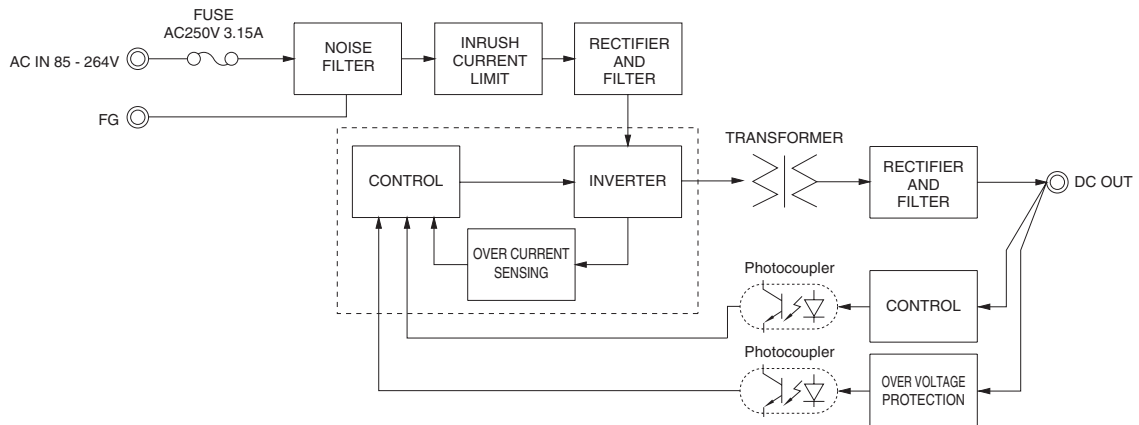 FUSE
AC250V 3.15A
AC IN 85 - 264V
FG
NOISE
FILTER
INRUSH
CURRENT
LIMIT
RECTIFIER
AND
FILTER
CONTROL
INVERTER
OVER CURRENT
SENSING
TRANSFORMER
RECTIFIER
AND
FILTER
DC OUT
Photocoupler
CONTROL
Photocoupler
OVER VOLTAGE
PROTECTION